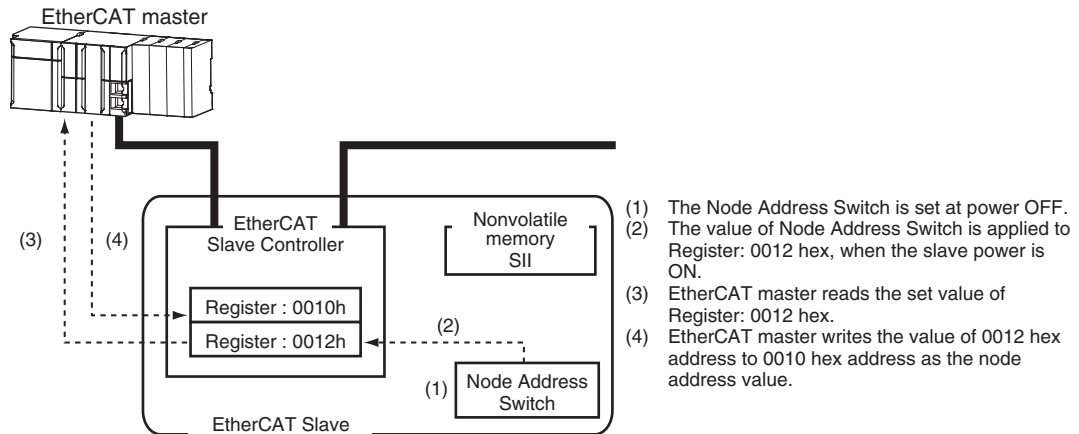 EtherCAT master
(3)
(4)
EtherCAT
Slave Controller
Register : 0010h
Register : 0012h
Nonvolatile
memory
SII
(2)
(1)
Node Address
Switch
EtherCAT Slave
(1) The Node Address Switch is set at power OFF.
(2) The value of Node Address Switch is applied to
Register: 0012 hex, when the slave power is
ON.
(3) EtherCAT master reads the set value of
Register: 0012 hex.
(4) EtherCAT master writes the value of 0012 hex
address to 0010 hex address as the node
address value.